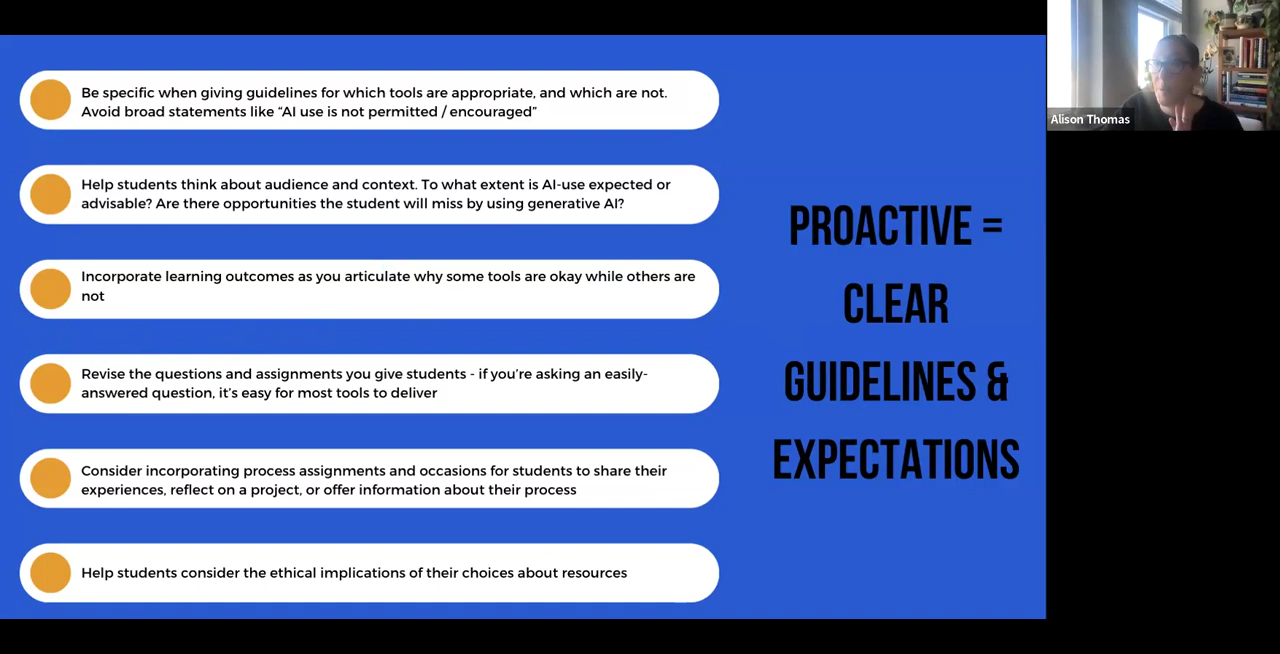 Be specific when giving guidelines for which tools are appropriate, and which are not.
Avoid broad statements like “AI use is not permitted / encouraged”
Help students think about audience and context. To what extent is AI-use expected or
advisable? Are there opportunities the student will miss by using generative AI?
Incorporate learning outcomes as you articulate why some tools are okay while others are
not
Revise the questions and assignments you give students - if you’re asking an easily-
answered question, it’s easy for most tools to deliver
Consider incorporating process assignments and occasions for students to share their
experiences, reflect on a project, or offer information about their process
Help students consider the ethical implications of their choices about resources
PROACTIVE =
CLEAR
GUIDELINES &
EXPECTATIONS
Alison Thomas